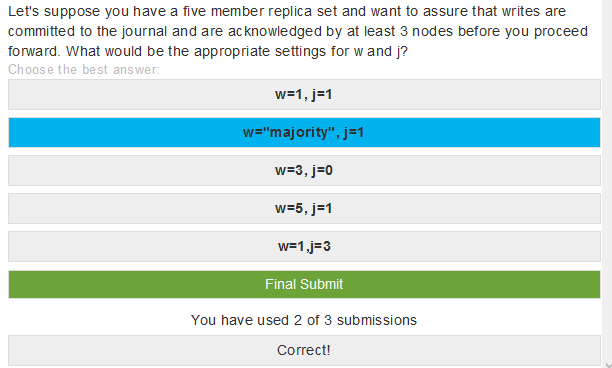 Let's suppose you have a five member replica set and want to assure that writes are
committed to the journal and are acknowledged by at least 3 nodes before you proceed
forward. What would be the appropriate settings for w and j?
Choose the best answer:
w=1, j=1
w="majority", j=1
w=3, j=0
w=5, j=1
w=1,j=3
Final Submit
You have used 2 of 3 submissions
Correct!